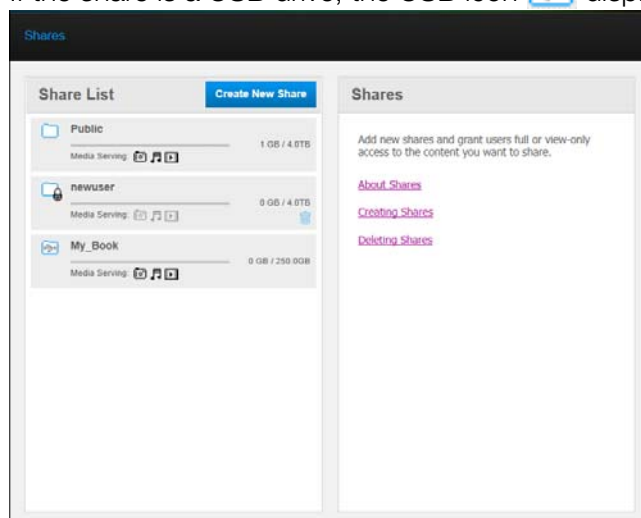 If the share is a USB drive, the USB icon disp
Shares
Share List
Create New Share
Public
1 GB / 4.0TB
Media Serving:
newuser
0 GB / 4.0TB
Media Serving:
My_Book
0 GB / 250.0GB
Media Serving:
Shares
Add new shares and grant users full or view-only
access to the content you want to share.
About Shares
Creating Shares
Deleting Shares